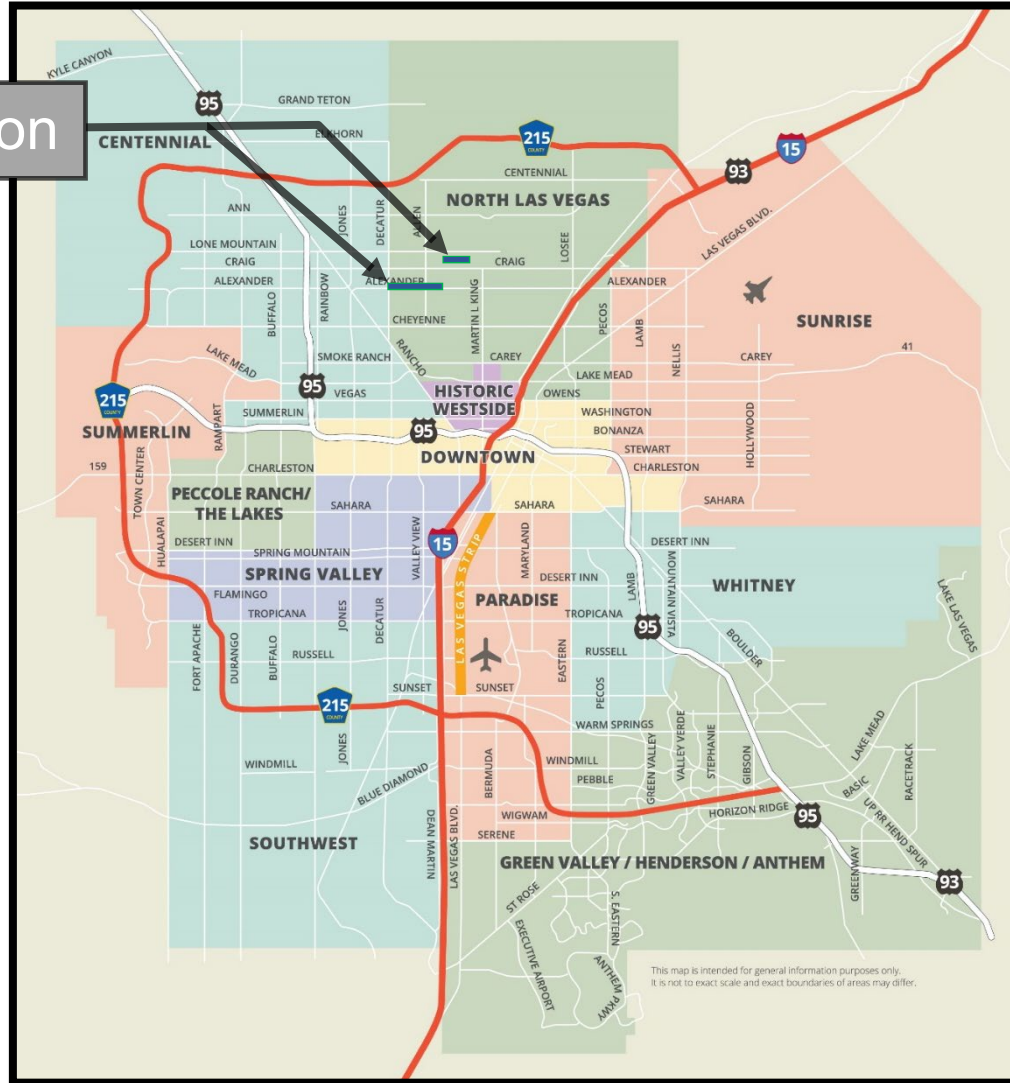 KYLE CANYON
95
GRAND TETON
on
CENTENNIAL
ELKHORN
215
COUNTY
15
93
CENTENNIAL
NORTH LAS VEGAS
ANN
JONES
DECATUR
ALLEN
LOSEE
LAS VEGAS BLVD.
LONE MOUNTAIN
CRAIG
CRAIG
ALEXANDER
ALEXANDER
ALEXANDER
BUFFALO
RAINBOW
CHEYENNE
MARTIN L KING
PECOS
LAMB
NELLIS
SUNRISE
SMOKE RANCH
RANCHO
CAREY
CAREY
41
LAKE MEAD
LAKE MEAD
95
VEGAS
HISTORIC
WESTSIDE
OWENS
215
COUNTY
SUMMERLIN
RAMPART
SUMMERLIN
95
WASHINGTON
BONANZA
HOLLYWOOD
DOWNTOWN
STEWART
159
TOWN CENTER
CHARLESTON
CHARLESTON
PECCOLE RANCH/
THE LAKES
SAHARA
SAHARA
SAHARA
HUALAPAI
DESERT INN
SPRING MOUNTAIN
VALLEY VIEW
15
LAS VEGAS STRIP
MARYLAND
DESERT INN
SPRING VALLEY
DESERT INN
LAMB
MOUNTAIN VISTA
WHITNEY
FLAMINGO
PARADISE
TROPICANA
JONES
DECATUR
TROPICANA
95
BOULDER
LAKE LAS VEGAS
FORT APACHE
DURANGO
BUFFALO
RUSSELL
EASTERN
RUSSELL
SUNSET
SUNSET
PECOS
215
COUNTY
JONES
WARM SPRINGS
WINDMILL
BLUE DIAMOND
BERMUDA
WINDMILL
PEBBLE
GREEN VALLEY
VALLEY VERDE
STEPHANIE
GIBSON
LAKE MEAD
RACETRACK
BASIC
WIGWAM
HORIZON RIDGE
95
UP RR HEND SPUR
SERENE
SOUTHWEST
DEAN MARTIN
LAS VEGAS BLVD.
GREEN VALLEY / HENDERSON / ANTHEM
GREENWAY
93
ST ROSE
S. EASTERN
EXECUTIVE AIRPORT
ANTHEM PKWY
This map is intended for general information purposes only.
It is not to exact scale and exact boundaries of areas may differ.